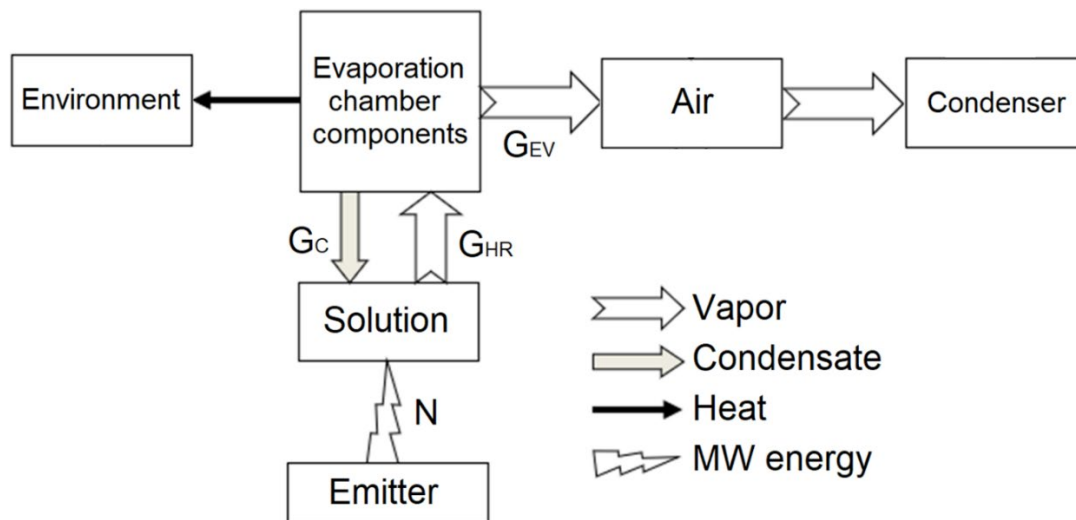 Environment
Evaporation
chamber
components
Air
Condenser
GEV
GC
GHR
Solution
N
Emitter
Vapor
Condensate
Heat
MW energy